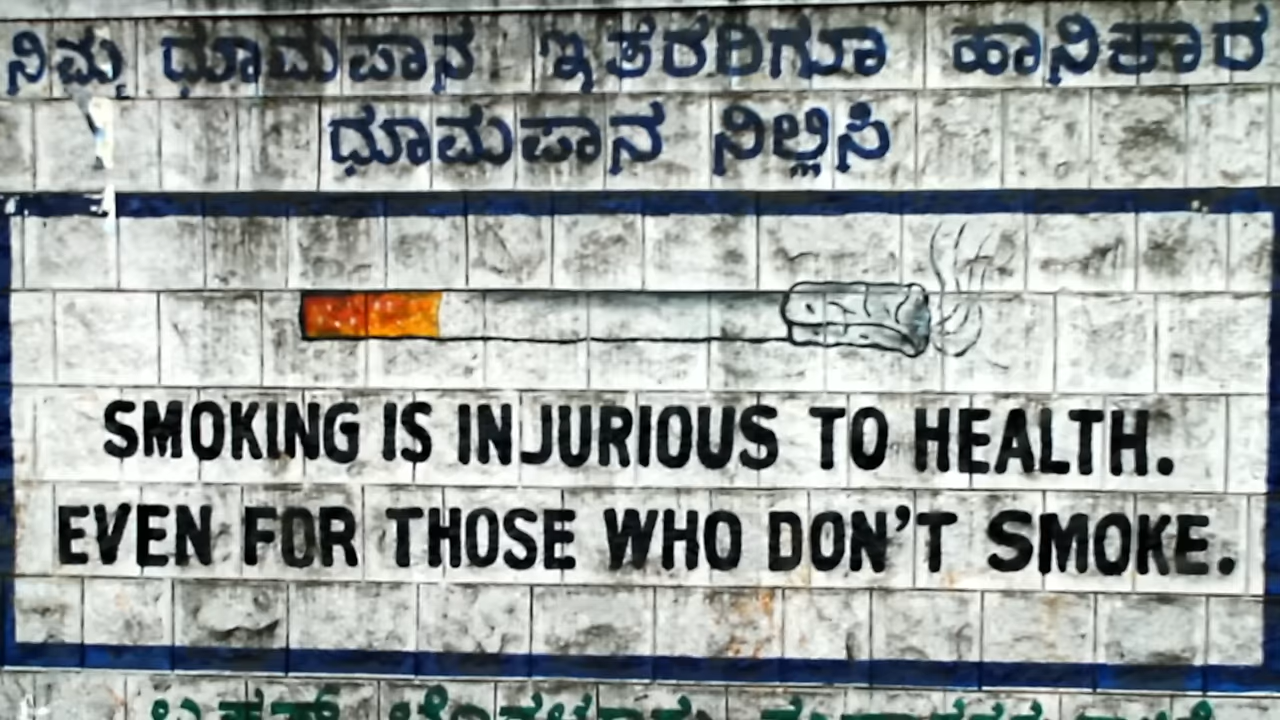 ನಿಮ್ಮ ಧೂಮಪಾನ ಇತರರಿಗೂ ಹಾನಿಕಾರ
ಧೂಮಪಾನ ನಿಲ್ಲಿಸಿ
SMOKING IS INJURIOUS TO HEALTH.
EVEN FOR THOSE WHO DON'T SMOKE.